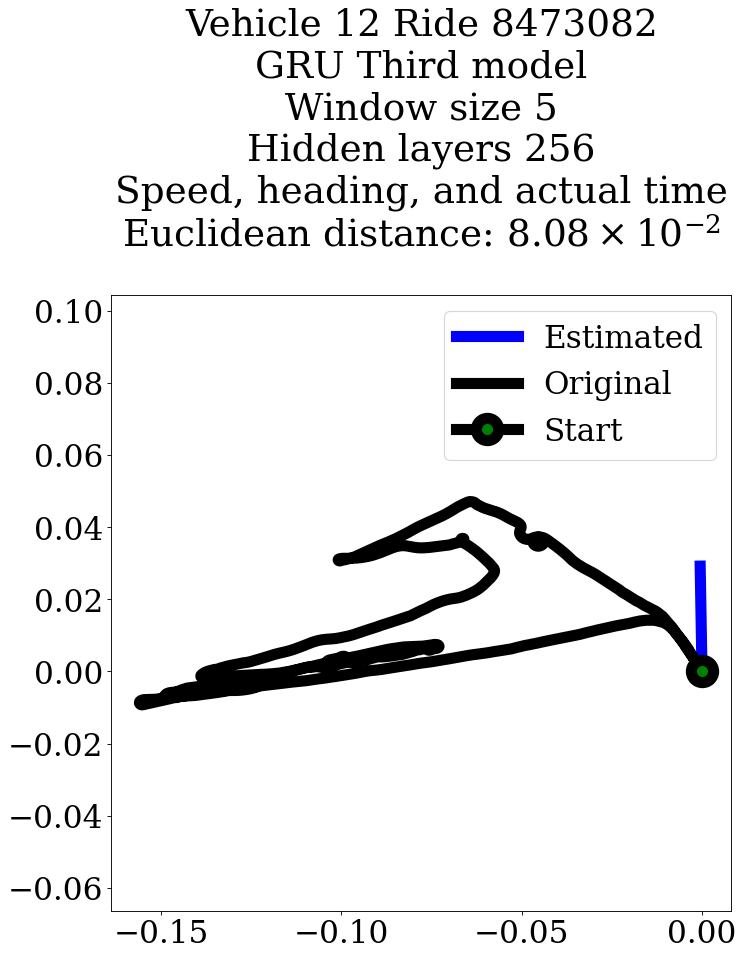 Vehicle 12 Ride 8473082
GRU Third model
Window size 5
Hidden layers 256
Speed, heading, and actual time
Euclidean distance: 8.08 × 10⁻²
Estimated
Original
Start
0.10
0.08
0.06
0.04
0.02
0.00
−0.02
−0.04
−0.06
−0.15 −0.10 −0.05 0.00